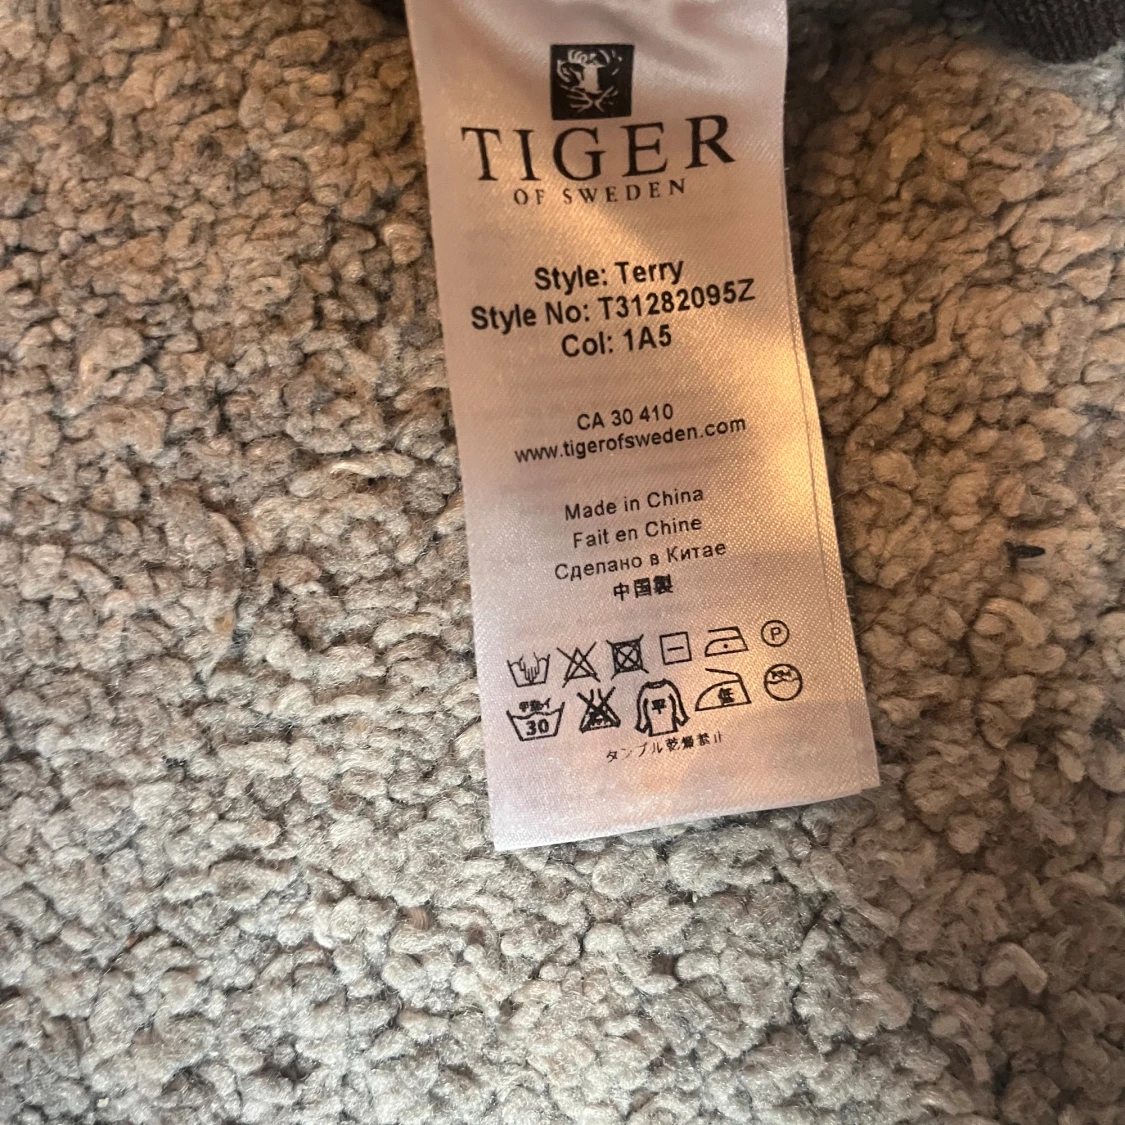 TIGER
OF SWEDEN
Style: Terry
Style No: T31282095Z
Col: 1A5
CA 30 410
www.tigerofsweden.com
Made in China
Fait en Chine
Сделано в Китае
中国製
P
30 平 低
タンブル乾燥禁止